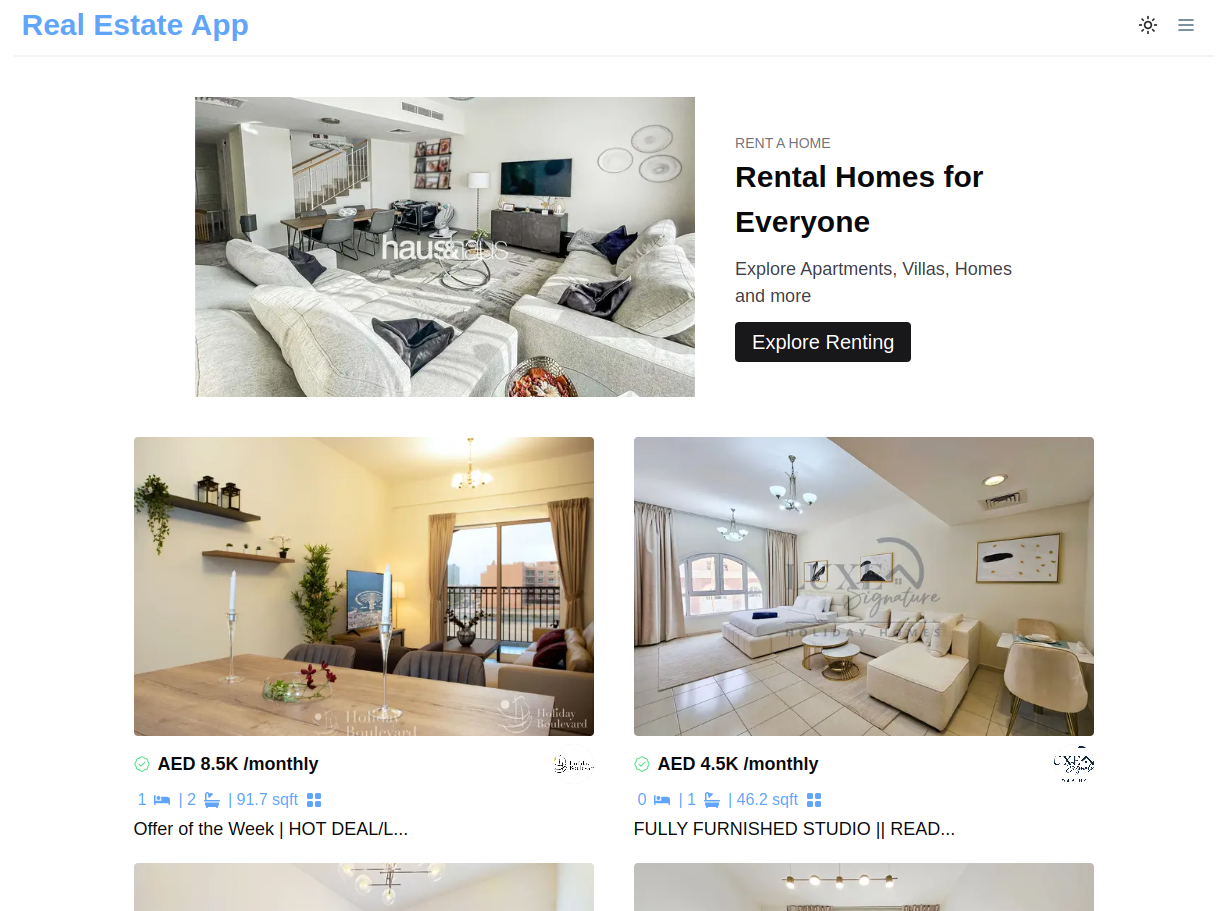 Real Estate App
haus&haus
RENT A HOME
Rental Homes for
Everyone
Explore Apartments, Villas, Homes
and more
Explore Renting
Holiday
Boulevard
Holiday
Boulevard
LUXE
Signature
HOLIDAY HOMES
AED 8.5K /monthly
AED 4.5K /monthly
1 | 2 | 91.7 sqft
0 | 1 | 46.2 sqft
Offer of the Week | HOT DEAL/L...
FULLY FURNISHED STUDIO || READ...